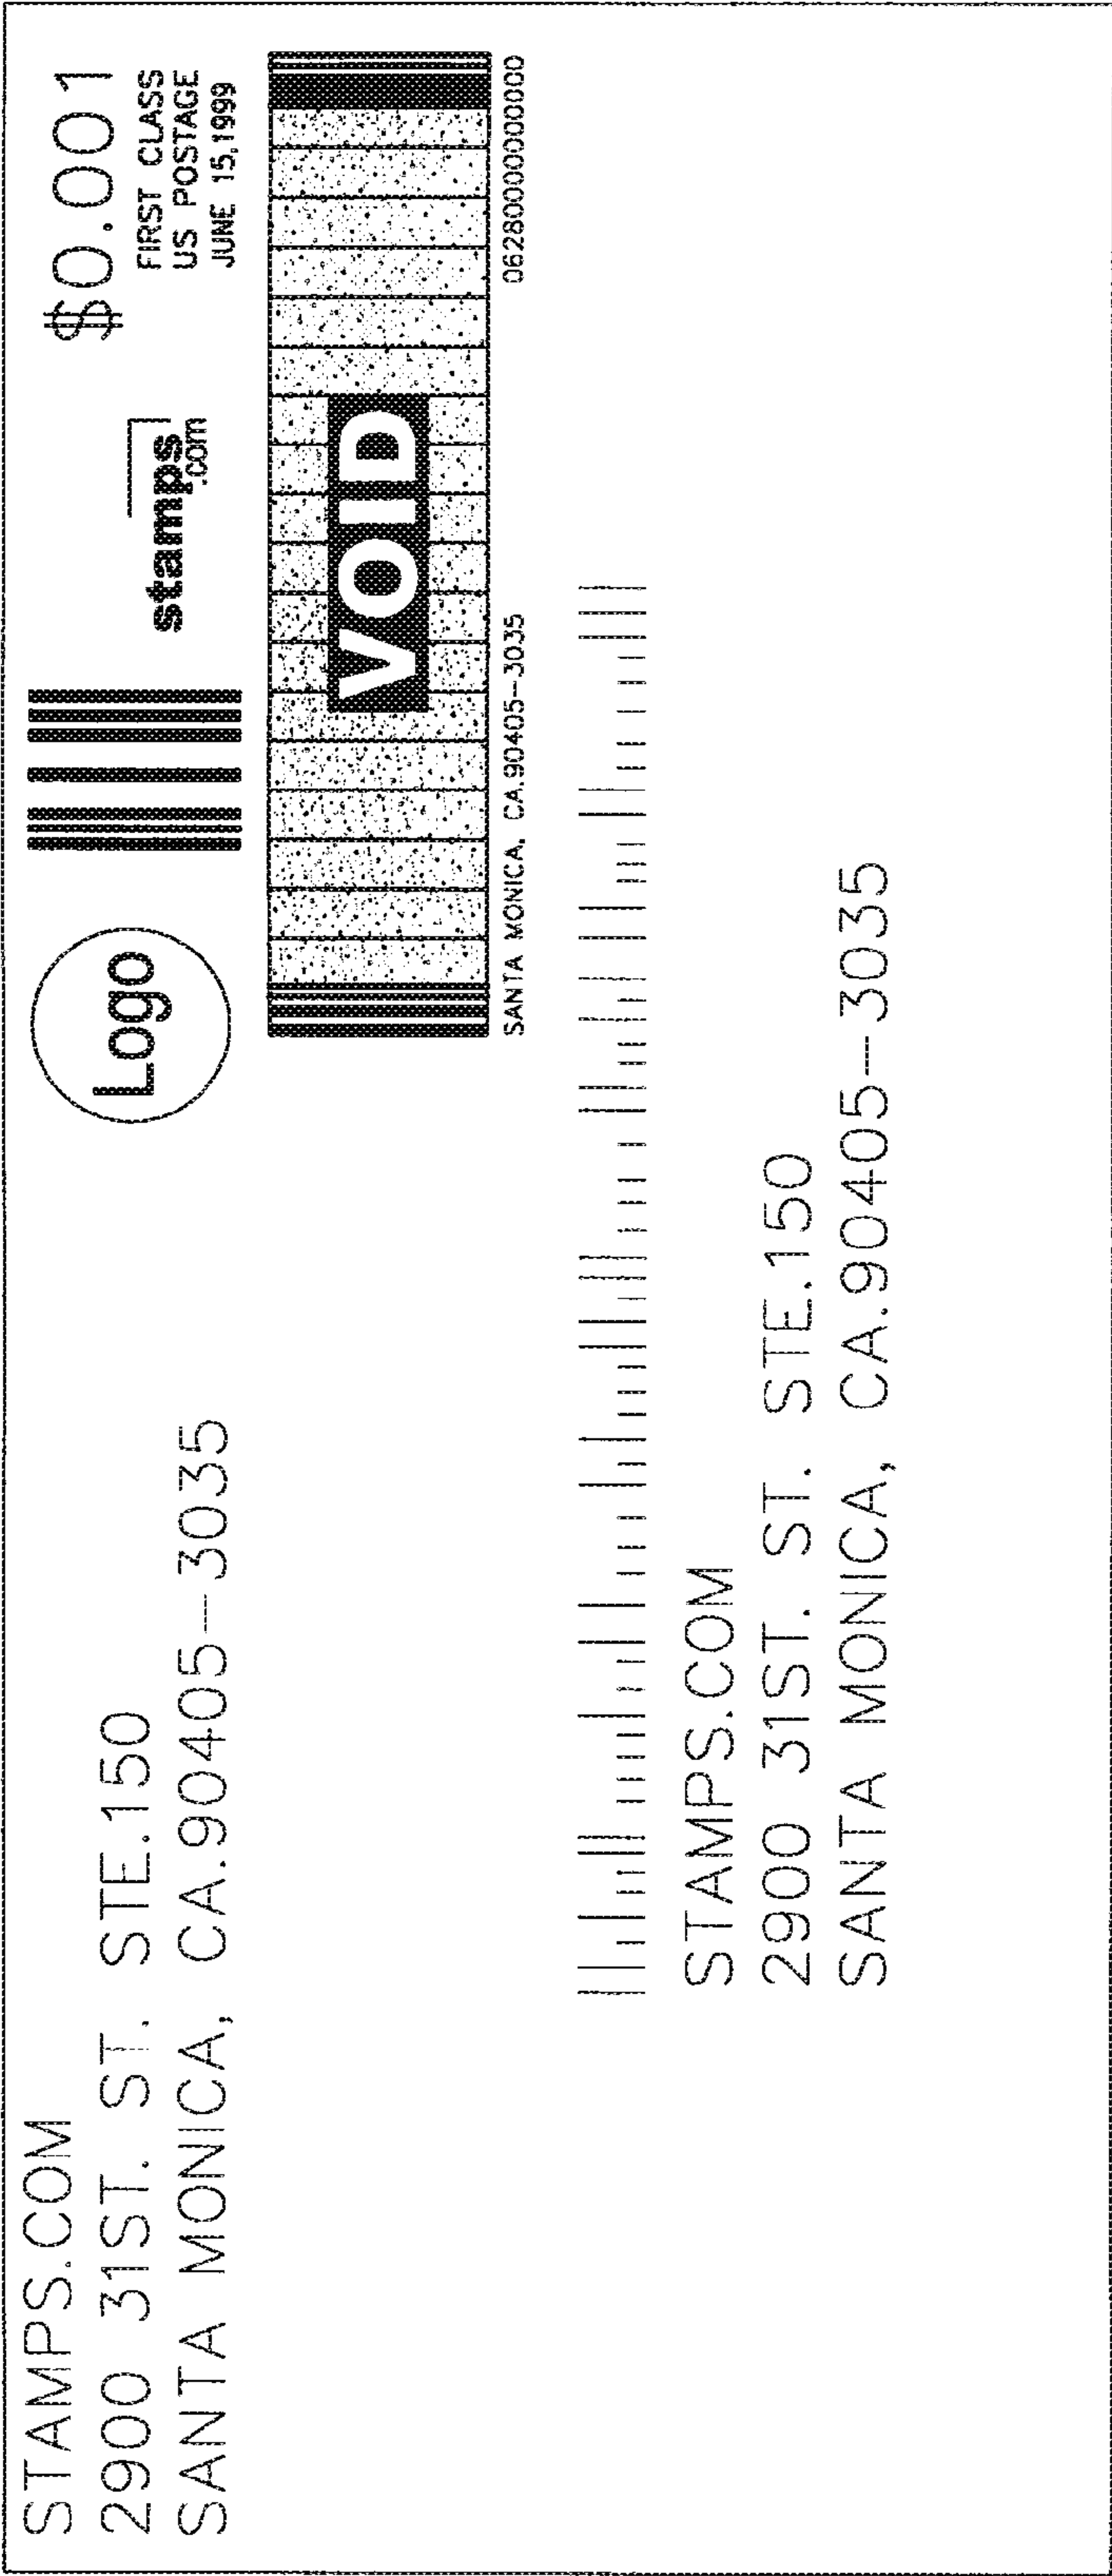 STAMPS.COM
2900 31ST. ST. STE.150
SANTA MONICA, CA.90405-3035
Logo
stamps
.com
$0.001
FIRST CLASS
US POSTAGE
JUNE 15,1999
VOID
SANTA MONICA, CA.90405-3035 0628000000000
STAMPS.COM
2900 31ST. ST. STE.150
SANTA MONICA, CA.90405-3035